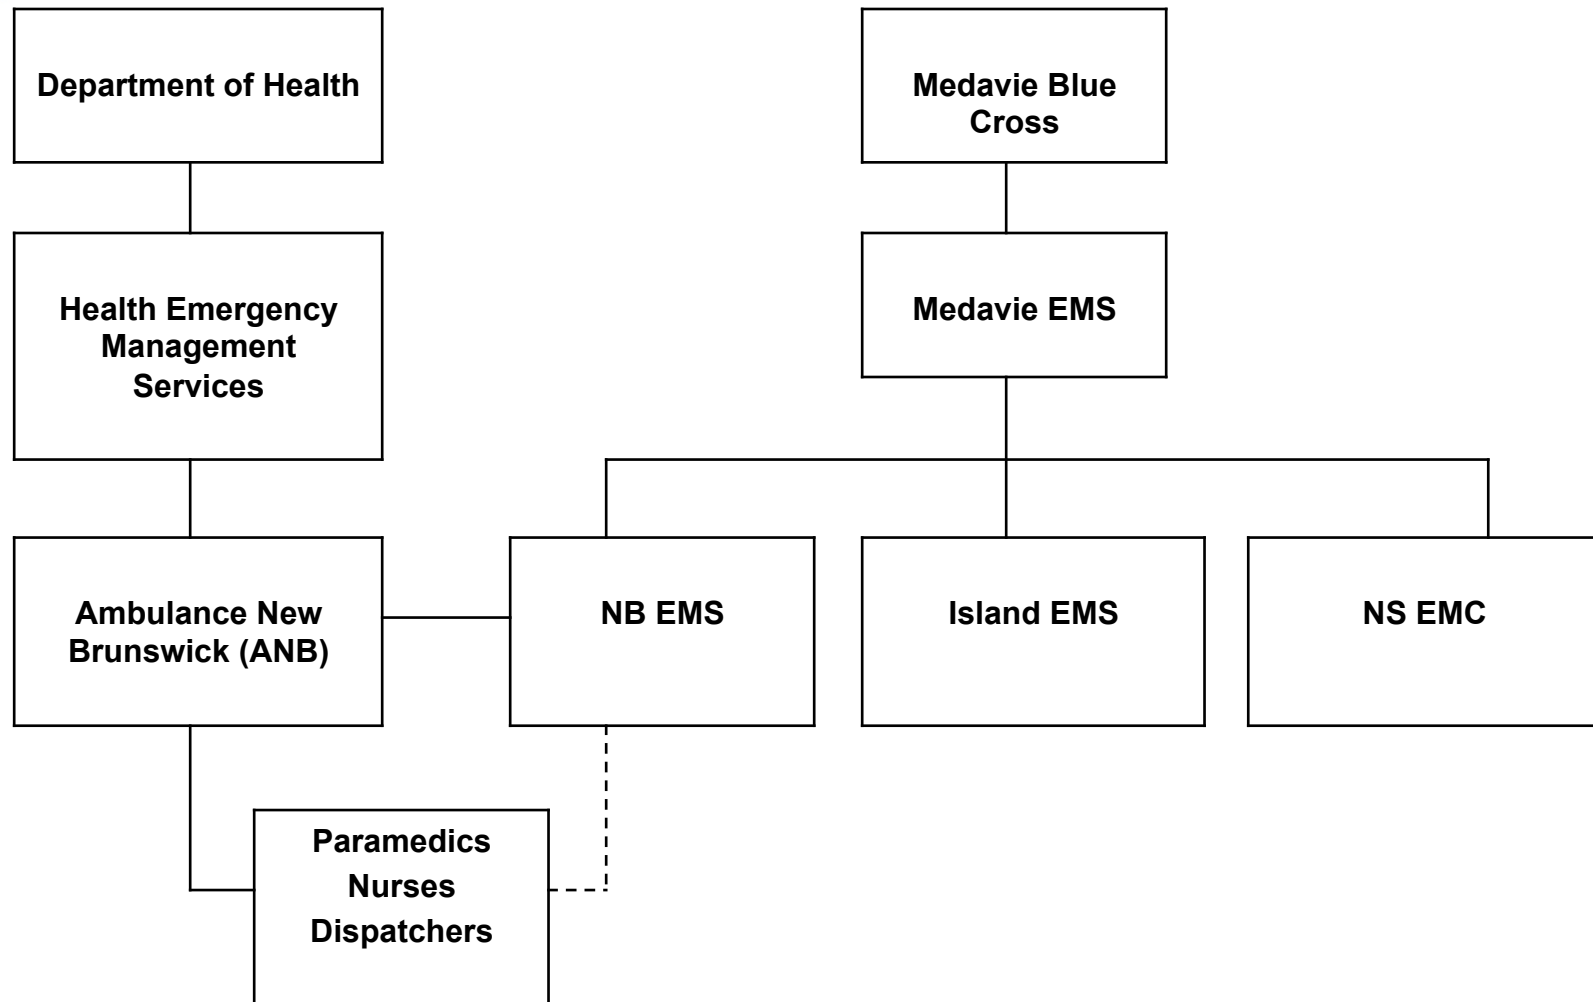 Department of Health
Medavie Blue
Cross
Health Emergency
Management
Services
Medavie EMS
Ambulance New
Brunswick (ANB)
NB EMS
Island EMS
NS EMC
Paramedics
Nurses
Dispatchers